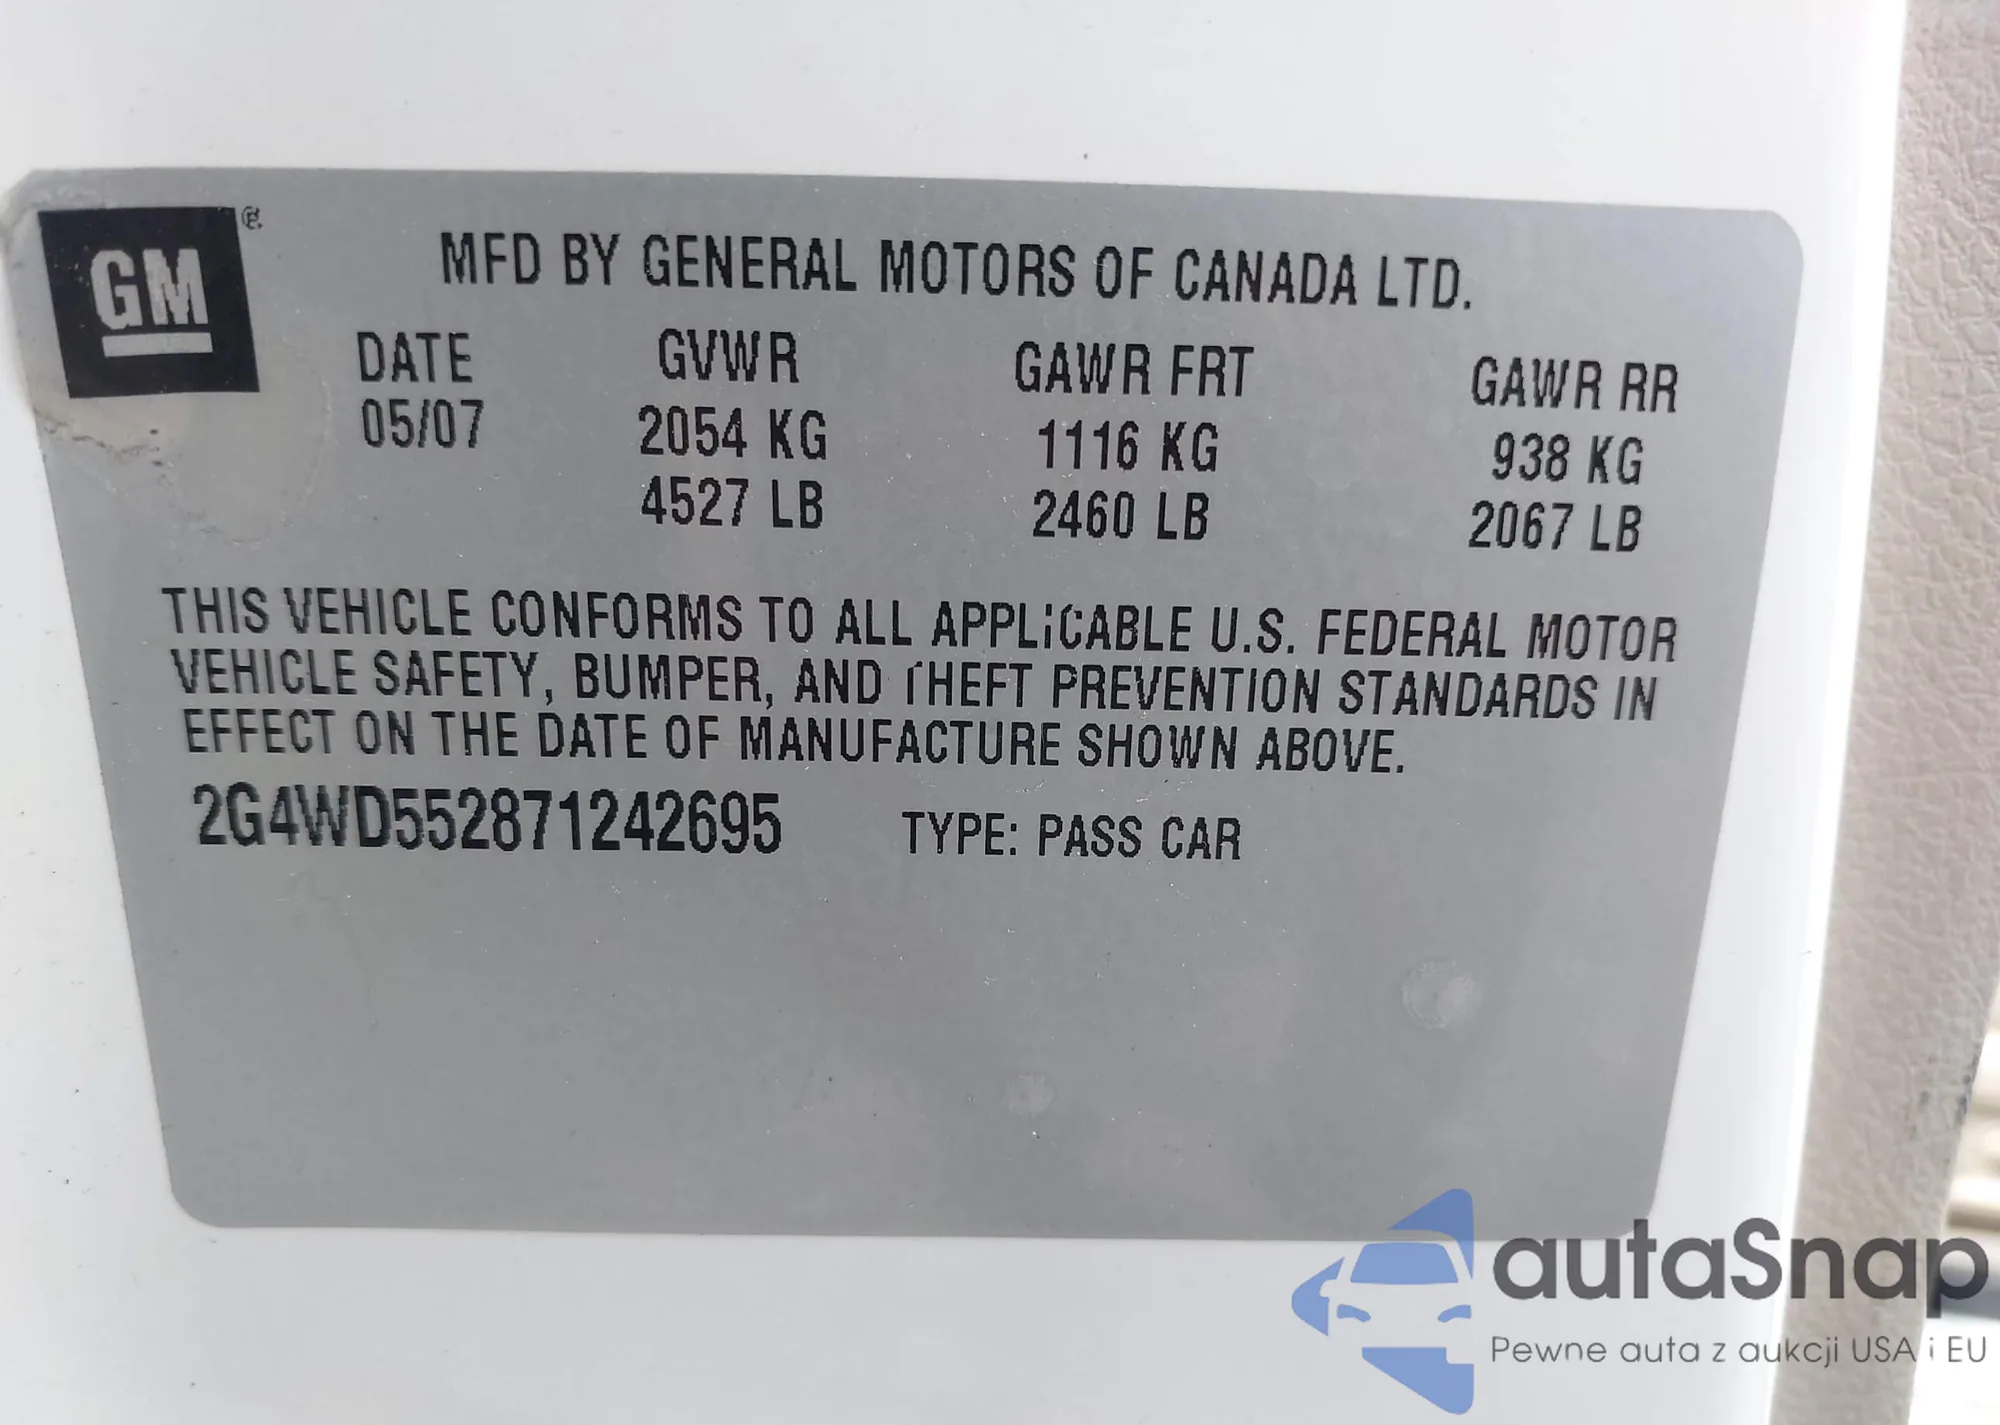 GM
MFD BY GENERAL MOTORS OF CANADA LTD.
DATE GVWR GAWR FRT GAWR RR
05/07 2054 KG 1116 KG 938 KG
4527 LB 2460 LB 2067 LB
THIS VEHICLE CONFORMS TO ALL APPLICABLE U.S. FEDERAL MOTOR
VEHICLE SAFETY, BUMPER, AND THEFT PREVENTION STANDARDS IN
EFFECT ON THE DATE OF MANUFACTURE SHOWN ABOVE.
2G4WD552871242695 TYPE: PASS CAR
autaSnap
Pewne auta z aukcji USA i EU